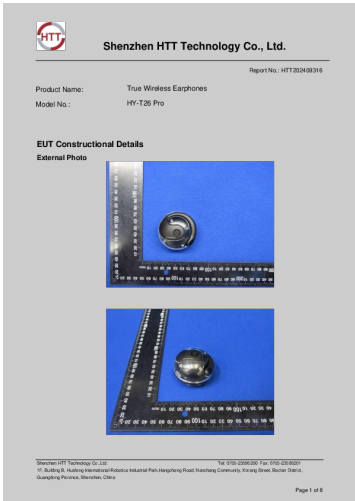 HTT
Shenzhen HTT Technology Co., Ltd.
Report No.: HTT202409316
Product Name: True Wireless Earphones
Model No.: HY-T26 Pro
EUT Constructional Details
External Photo
Shenzhen HTT Technology Co.,Ltd. Tel: 0755-23595200 Fax: 0755-23595201
1F, Building B, Huafeng International Robotics Industrial Park, Hangcheng Road, Nanchang Community, Xixiang Street, Bao'an District,
Guangdong Province, Shenzhen, China
Page 1 of 8